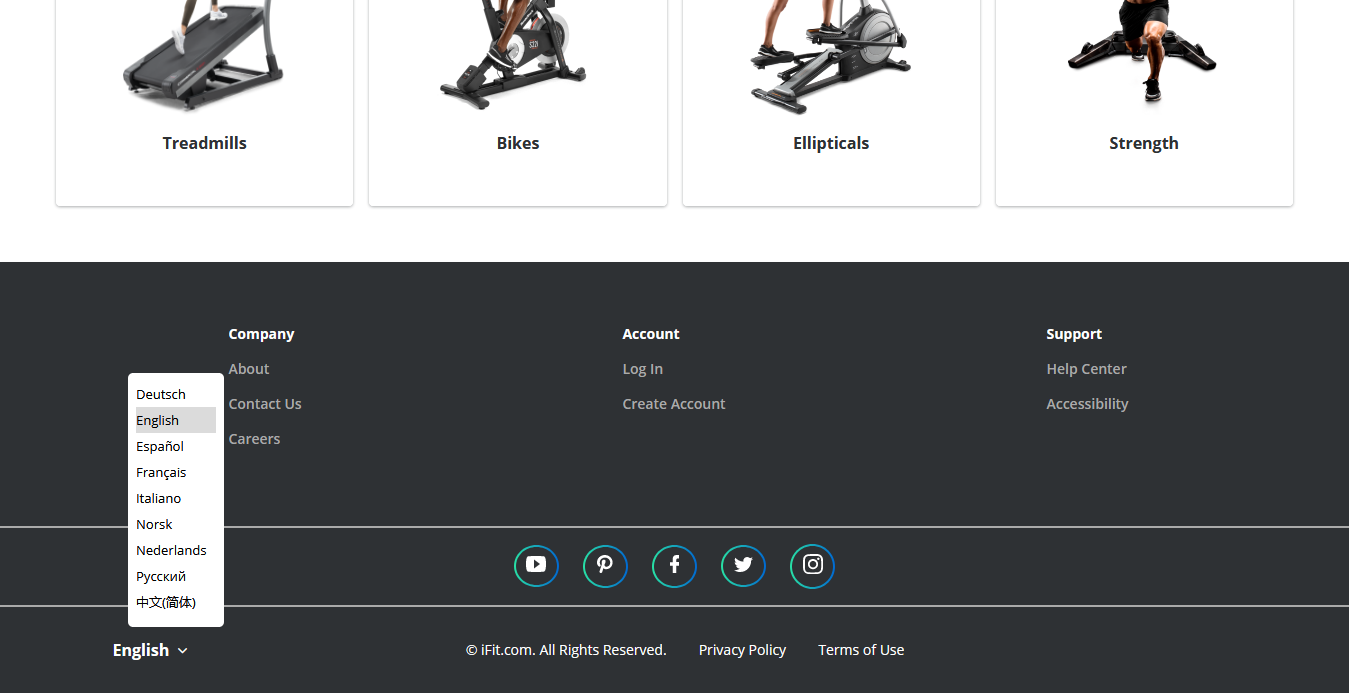 Treadmills
Bikes
Ellipticals
Strength
Company
About
Contact Us
Careers
Account
Log In
Create Account
Support
Help Center
Accessibility
Deutsch
English
Español
Français
Italiano
Norsk
Nederlands
Русский
中文(简体)
English
© iFit.com. All Rights Reserved.
Privacy Policy
Terms of Use